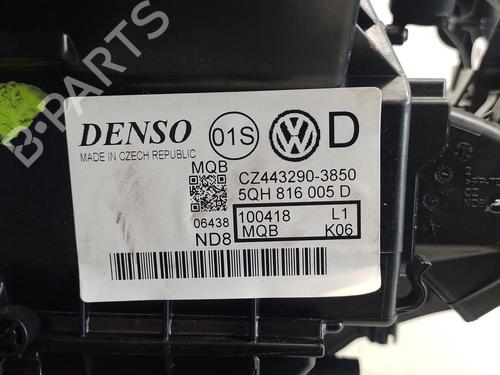 DENSO
01S
D
MADE IN CZECH REPUBLIC
MQB
CZ443290-3850
5QH 816 005 D
06438
100418 L1
ND8
MQB K06
B-PARTS